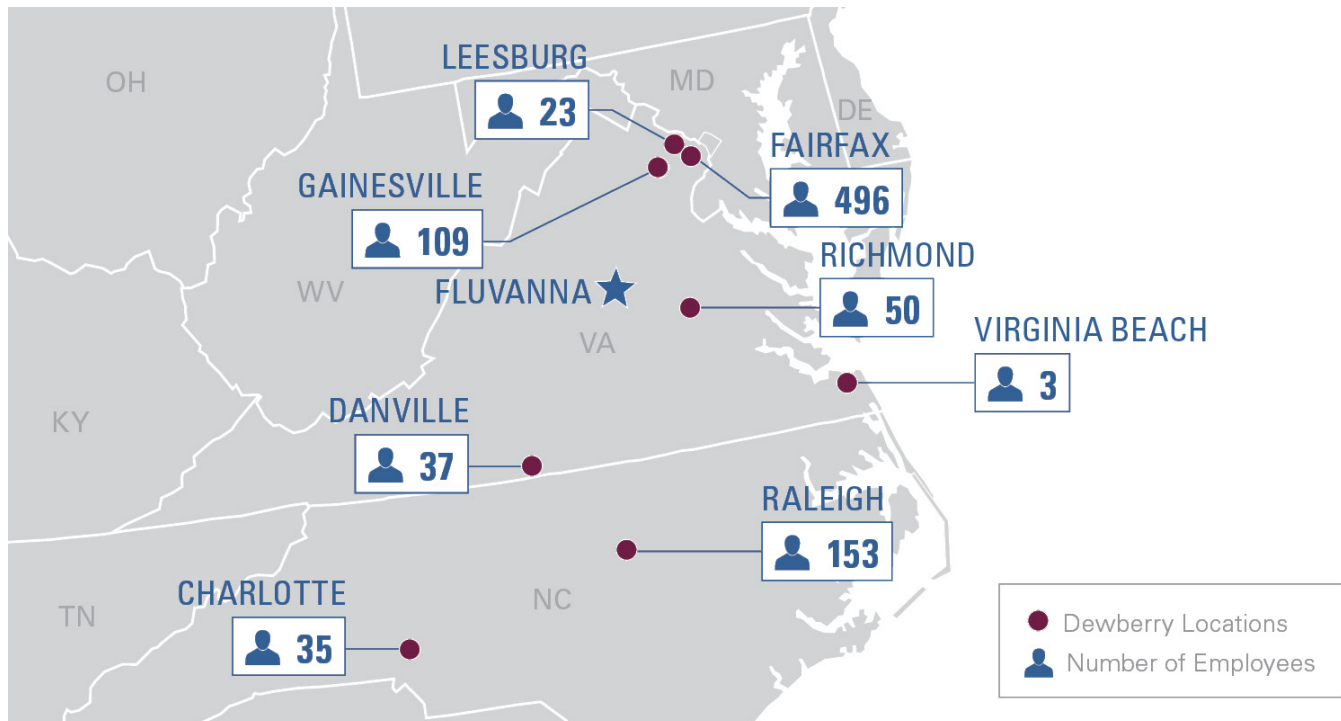 OH
LEESBURG
23
MD
DE
FAIRFAX
496
GAINESVILLE
109
WV
FLUVANNA
RICHMOND
50
VA
VIRGINIA BEACH
3
KY
DANVILLE
37
RALEIGH
153
TN
CHARLOTTE
35
NC
Dewberry Locations
Number of Employees